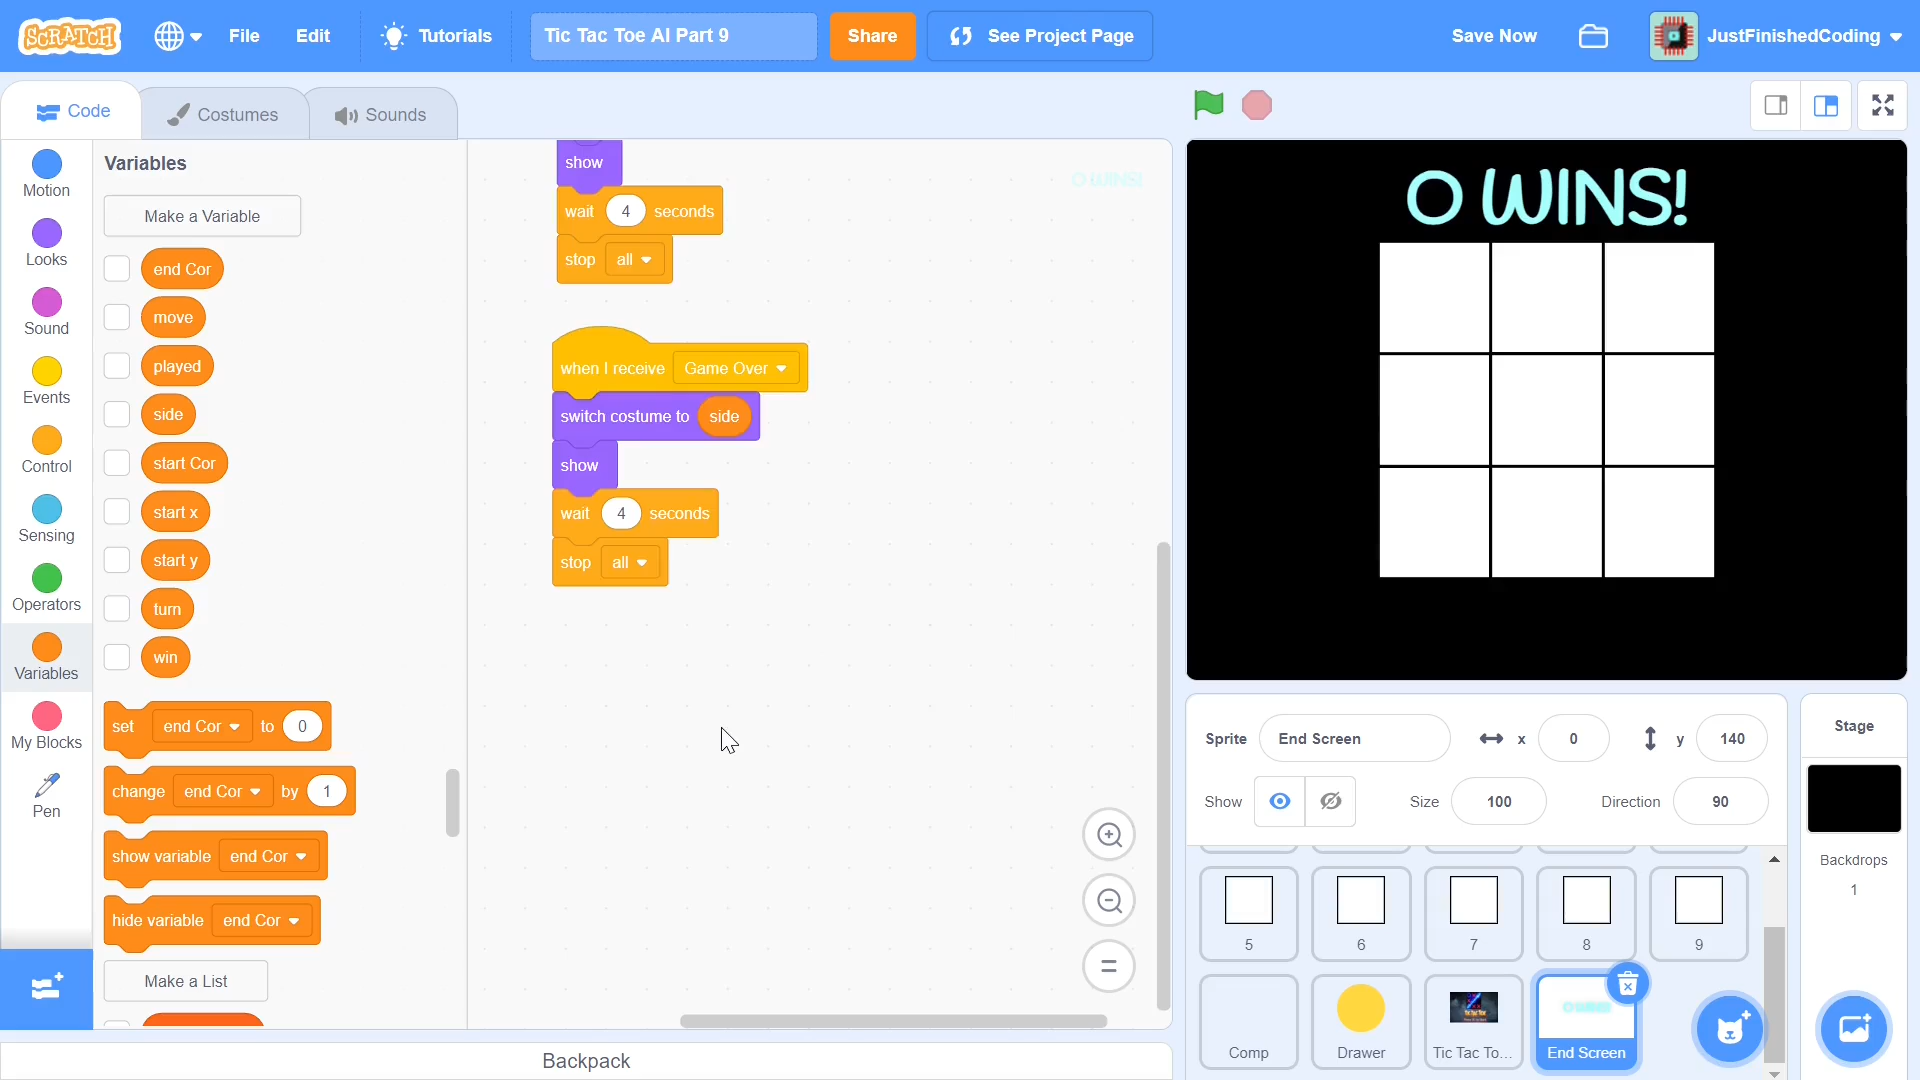 SCRATCH
File
Edit
Tutorials
Tic Tac Toe AI Part 9
Share
See Project Page
Save Now
JustFinishedCoding
Code
Costumes
Sounds
Motion
Looks
Sound
Events
Control
Sensing
Operators
Variables
My Blocks
Pen
Variables
Make a Variable
end Cor
move
played
side
start Cor
start x
start y
turn
win
set end Cor to 0
change end Cor by 1
show variable end Cor
hide variable end Cor
Make a List
show
wait 4 seconds
stop all
O WINS!
when I receive Game Over
switch costume to side
show
wait 4 seconds
stop all
Backpack
O WINS!
Sprite End Screen x 0 y 140
Show Size 100 Direction 90
5 6 7 8 9
Comp Drawer Tic Tac To... End Screen
Stage
Backdrops
1